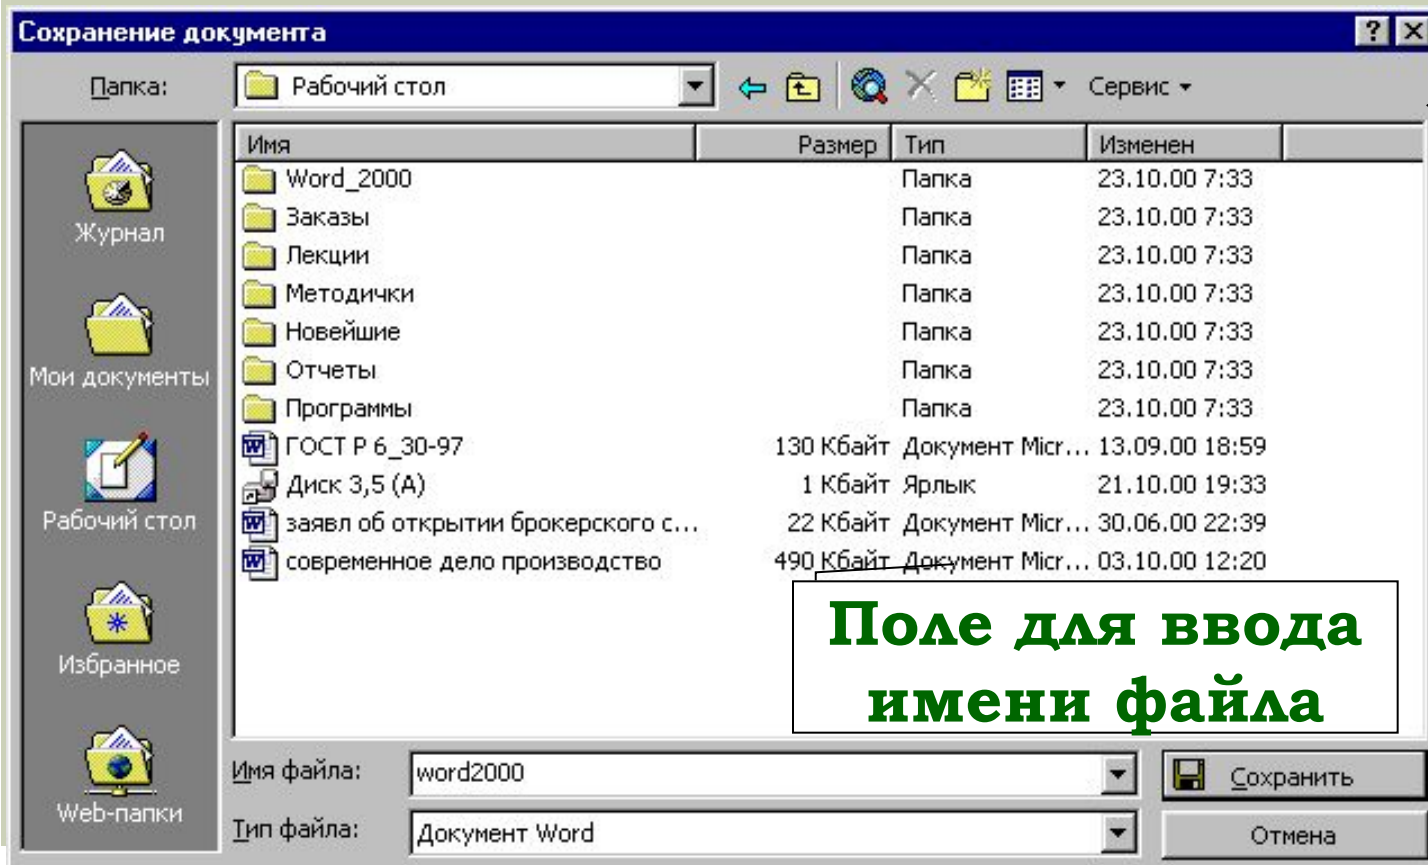 Сохранение документа
Папка: Рабочий стол Сервис
Имя Размер Тип Изменен
Word_2000 Папка 23.10.00 7:33
Заказы Папка 23.10.00 7:33
Лекции Папка 23.10.00 7:33
Методички Папка 23.10.00 7:33
Новейшие Папка 23.10.00 7:33
Отчеты Папка 23.10.00 7:33
Программы Папка 23.10.00 7:33
ГОСТ Р 6_30-97 130 Кбайт Документ Micr... 13.09.00 18:59
Диск 3,5 (A) 1 Кбайт Ярлык 21.10.00 19:33
заявл об открытии брокерского с... 22 Кбайт Документ Micr... 30.06.00 22:39
современное дело производство 490 Кбайт Документ Micr... 03.10.00 12:20
Журнал
Мои документы
Рабочий стол
Избранное
Web-папки
Поле для ввода
имени файла
Имя файла: word2000 Сохранить
Тип файла: Документ Word Отмена